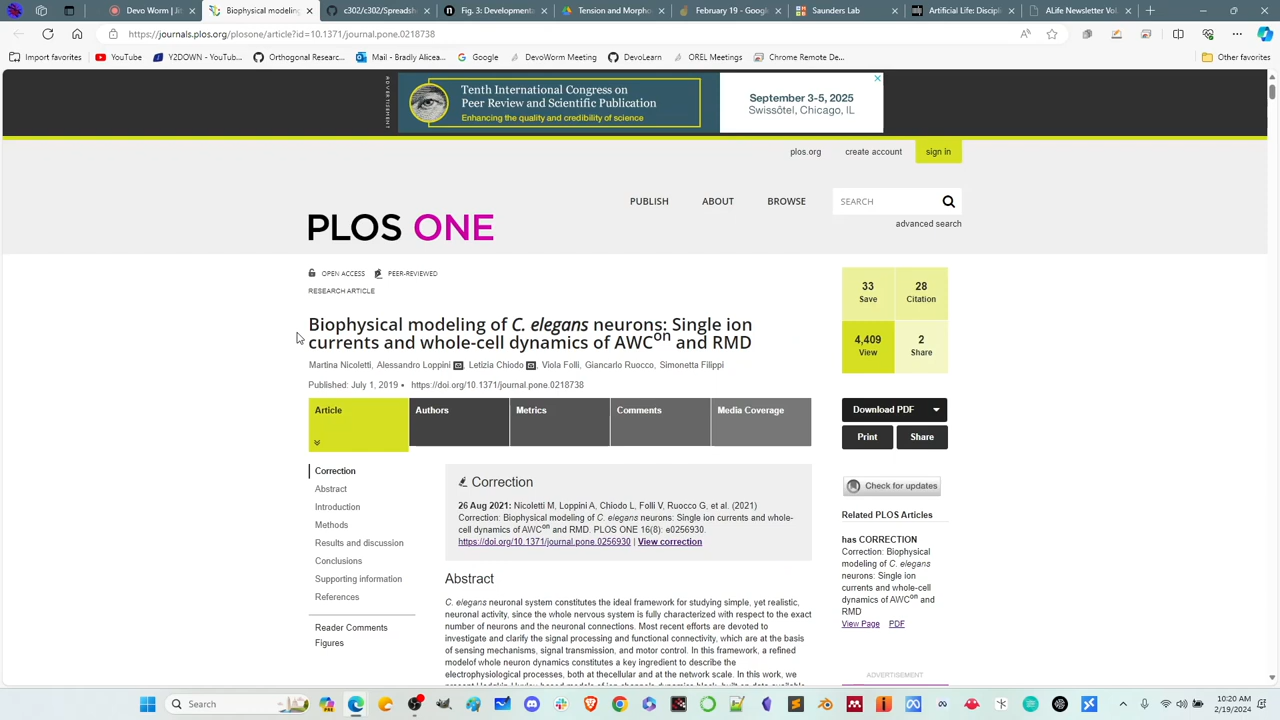 Devo Worm | (
Biophysical modelin
Nemato
Tension Remodelin
February Media - Goo
Sounders Law
Artificial Life Discipl
ALife Newsletter Vol
https://journals.plos.org/plosone/article?id=10.1371/journal.pone.0218738
Import favorites
YouTube
Y2DOWN - YouTub...
Orthogonal Researc...
Mail - Bradly Alicea...
Google
DevoWorm Meeting
DevoLearn
OREL Meetings
Chrome Remote De...
Other favorites
ADVERTISEMENT
Tenth International Congress on
Peer Review and Scientific Publication
Enhancing the quality and credibility of science
September 3-5, 2025
Swissôtel, Chicago, IL
plos.org
create account
sign in
PUBLISH
ABOUT
BROWSE
SEARCH
advanced search
PLOS ONE
OPEN ACCESS
PEER-REVIEWED
RESEARCH ARTICLE
Biophysical modeling of C. elegans neurons: Single ion
currents and whole-cell dynamics of AWCon and RMD
Martina Nicoletti, Alessandro Loppini, Letizia Chiodo, Viola Folli, Giancarlo Ruocco, Simonetta Filippi
Published: July 1, 2019 • https://doi.org/10.1371/journal.pone.0218738
33
Save
28
Citation
4,409
View
2
Share
Article
Authors
Metrics
Comments
Media Coverage
Download PDF
Print
Share
Check for updates
Correction
Abstract
Introduction
Methods
Results and discussion
Conclusions
Supporting information
References
Reader Comments
Figures
Correction
26 Aug 2021: Nicoletti M, Loppini A, Chiodo L, Folli V, Ruocco G, et al. (2021)
Correction: Biophysical modeling of C. elegans neurons: Single ion currents and whole-
cell dynamics of AWCon and RMD. PLOS ONE 16(8): e0256930.
https://doi.org/10.1371/journal.pone.0256930 | View correction
Abstract
C. elegans neuronal system constitutes the ideal framework for studying simple, yet realistic,
neuronal activity, since the whole nervous system is fully characterized with respect to the exact
number of neurons and the neuronal connections. Most recent efforts are devoted to
investigate and clarify the signal processing and functional connectivity, which are at the basis
of sensing mechanisms, signal transmission, and motor control. In this framework, a refined
modelof whole neuron dynamics constitutes a key ingredient to describe the
electrophysiological processes, both at thecellular and at the network scale. In this work, we
Related PLOS Articles
has CORRECTION
Correction: Biophysical
modeling of C. elegans
neurons: Single ion
currents and whole-cell
dynamics of AWCon and
RMD
View Page
PDF
ADVERTISEMENT
Search
10:20 AM
2/19/2024